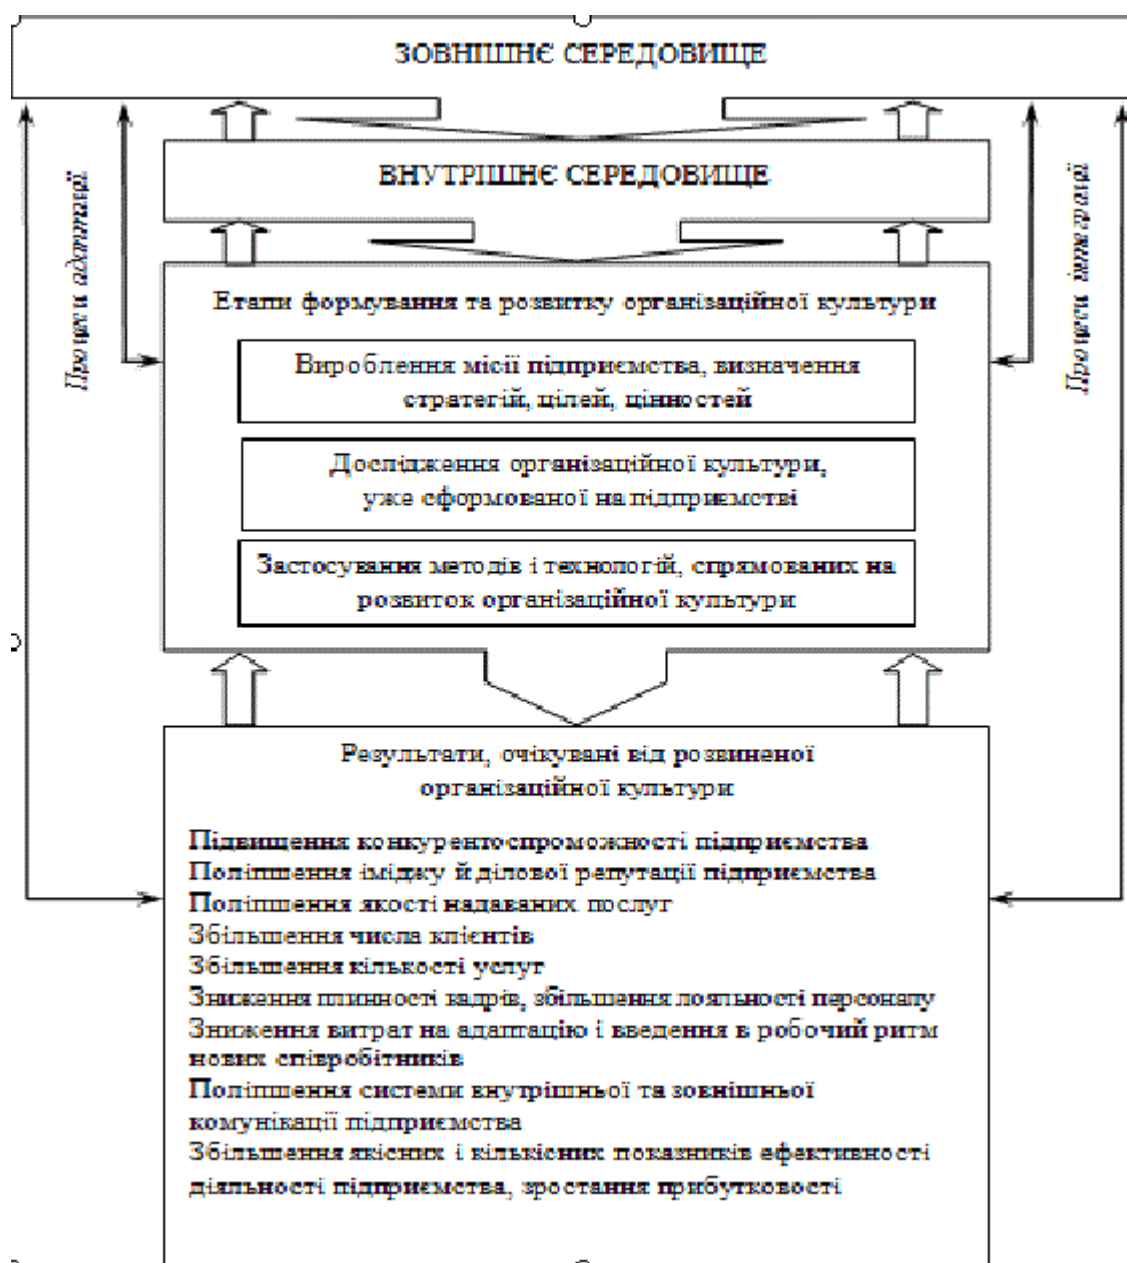 ЗОВНІШНЄ СЕРЕДОВИЩЕ
ВНУТРІШНЄ СЕРЕДОВИЩЕ
Процеси адаптації
Процеси інтеграції
Етапи формування та розвитку організаційної культури
Вироблення місії підприємства, визначення
стратегій, цілей, цінностей
Дослідження організаційної культури,
уже сформованої на підприємстві
Застосування методів і технологій, спрямованих на
розвиток організаційної культури
Результати, очікувані від розвиненої
організаційної культури
Підвищення конкурентоспроможності підприємства
Поліпшення іміджу й ділової репутації підприємства
Поліпшення якості надаваних послуг
Збільшення числа клієнтів
Збільшення кількості услуг
Зниження плинності кадрів, збільшення лояльності персоналу
Зниження витрат на адаптацію і введення в робочий ритм
нових співробітників
Поліпшення системи внутрішньої та зовнішньої
комунікації підприємства
Збільшення якісних і кількісних показників ефективності
діяльності підприємства, зростання прибутковості